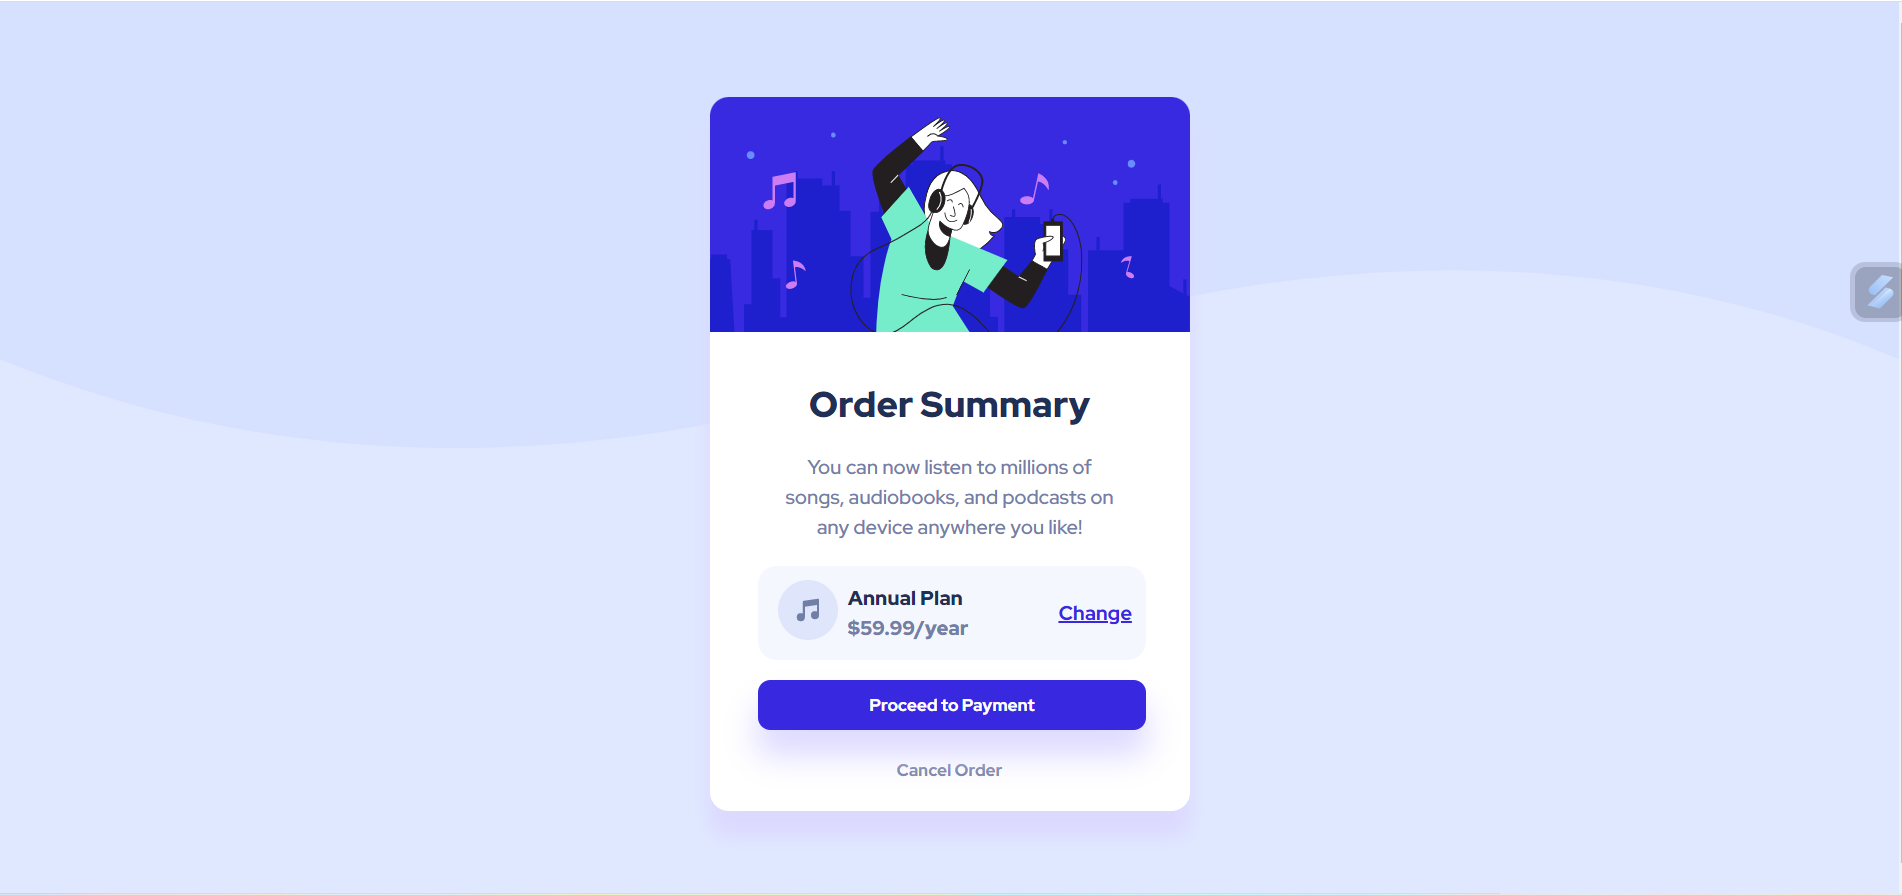 Order Summary
You can now listen to millions of
songs, audiobooks, and podcasts on
any device anywhere you like!
Annual Plan
$59.99/year
Change
Proceed to Payment
Cancel Order